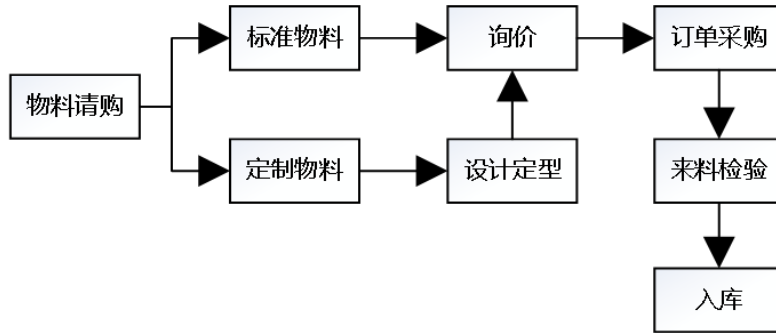 标准物料
询价
订单采购
物料请购
定制物料
设计定型
来料检验
入库